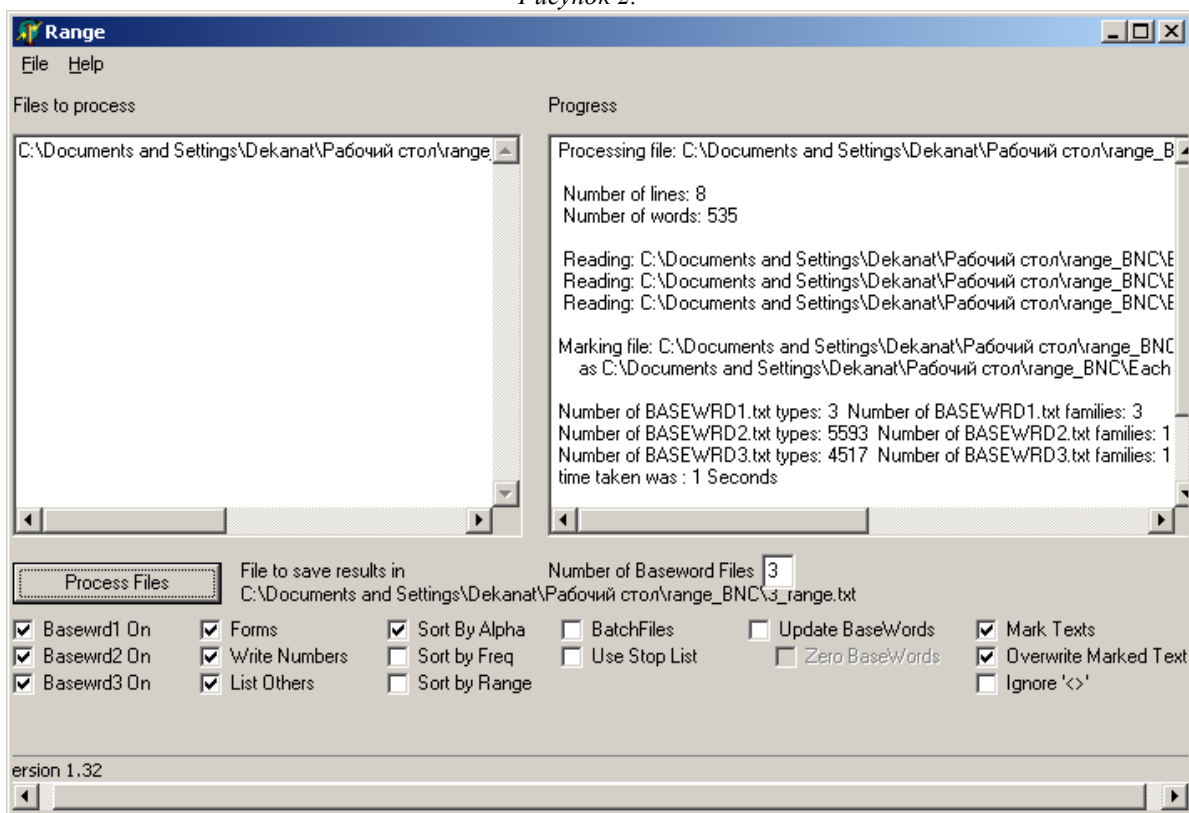 Рисунок 2.
Range
File Help
Files to process
C:\Documents and Settings\Dekanat\Рабочий стол\range_
Progress
Processing file: C:\Documents and Settings\Dekanat\Рабочий стол\range_B
Number of lines: 8
Number of words: 535
Reading: C:\Documents and Settings\Dekanat\Рабочий стол\range_BNC\E
Reading: C:\Documents and Settings\Dekanat\Рабочий стол\range_BNC\E
Reading: C:\Documents and Settings\Dekanat\Рабочий стол\range_BNC\E
Marking file: C:\Documents and Settings\Dekanat\Рабочий стол\range_BNC
as C:\Documents and Settings\Dekanat\Рабочий стол\range_BNC\Each
Number of BASEWRD1.txt types: 3 Number of BASEWRD1.txt families: 3
Number of BASEWRD2.txt types: 5593 Number of BASEWRD2.txt families: 1
Number of BASEWRD3.txt types: 4517 Number of BASEWRD3.txt families: 1
time taken was : 1 Seconds
Process Files
File to save results in
Number of Baseword Files 3
C:\Documents and Settings\Dekanat\Рабочий стол\range_BNC\3_range.txt
Basewrd1 On Forms Sort By Alpha BatchFiles Update BaseWords Mark Texts
Basewrd2 On Write Numbers Sort by Freq Use Stop List Zero BaseWords Overwrite Marked Text
Basewrd3 On List Others Sort by Range Ignore '<>'
ersion 1.32